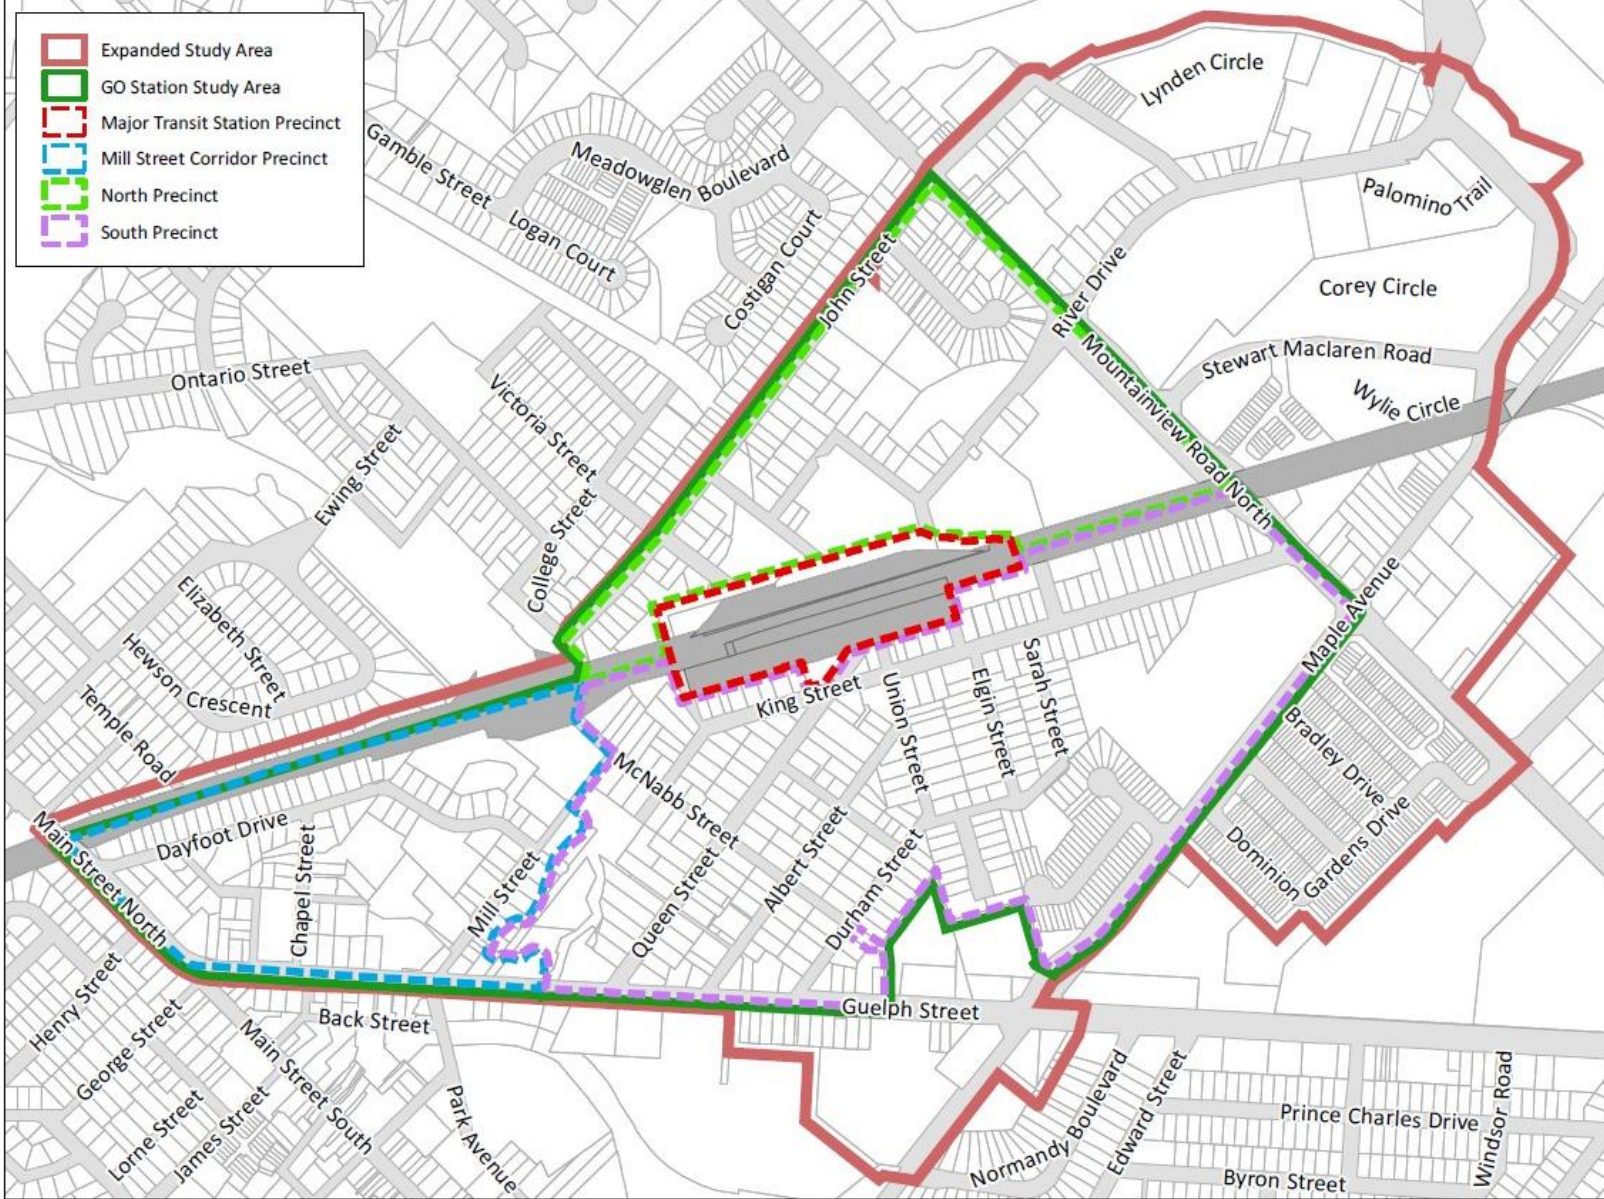 Expanded Study Area
GO Station Study Area
Major Transit Station Precinct
Mill Street Corridor Precinct
North Precinct
South Precinct
Lynden Circle
Gamble Street
Meadowglen Boulevard
Palomino Trail
Logan Court
Costigan Court
John Street
River Drive
Corey Circle
Stewart Maclaren Road
Mountainview Road North
Wylie Circle
Ontario Street
Victoria Street
Ewing Street
College Street
Maple Avenue
Elizabeth Street
Hewson Crescent
Temple Road
King Street
Union Street
Elgin Street
Sarah Street
McNabb Street
Bradley Drive
Dominion Gardens Drive
Dayfoot Drive
Main Street North
Chapel Street
Mill Street
Queen Street
Albert Street
Durham Street
Guelph Street
Henry Street
George Street
Back Street
Main Street South
Lorne Street
James Street
Park Avenue
Normandy Boulevard
Edward Street
Prince Charles Drive
Windsor Road
Byron Street